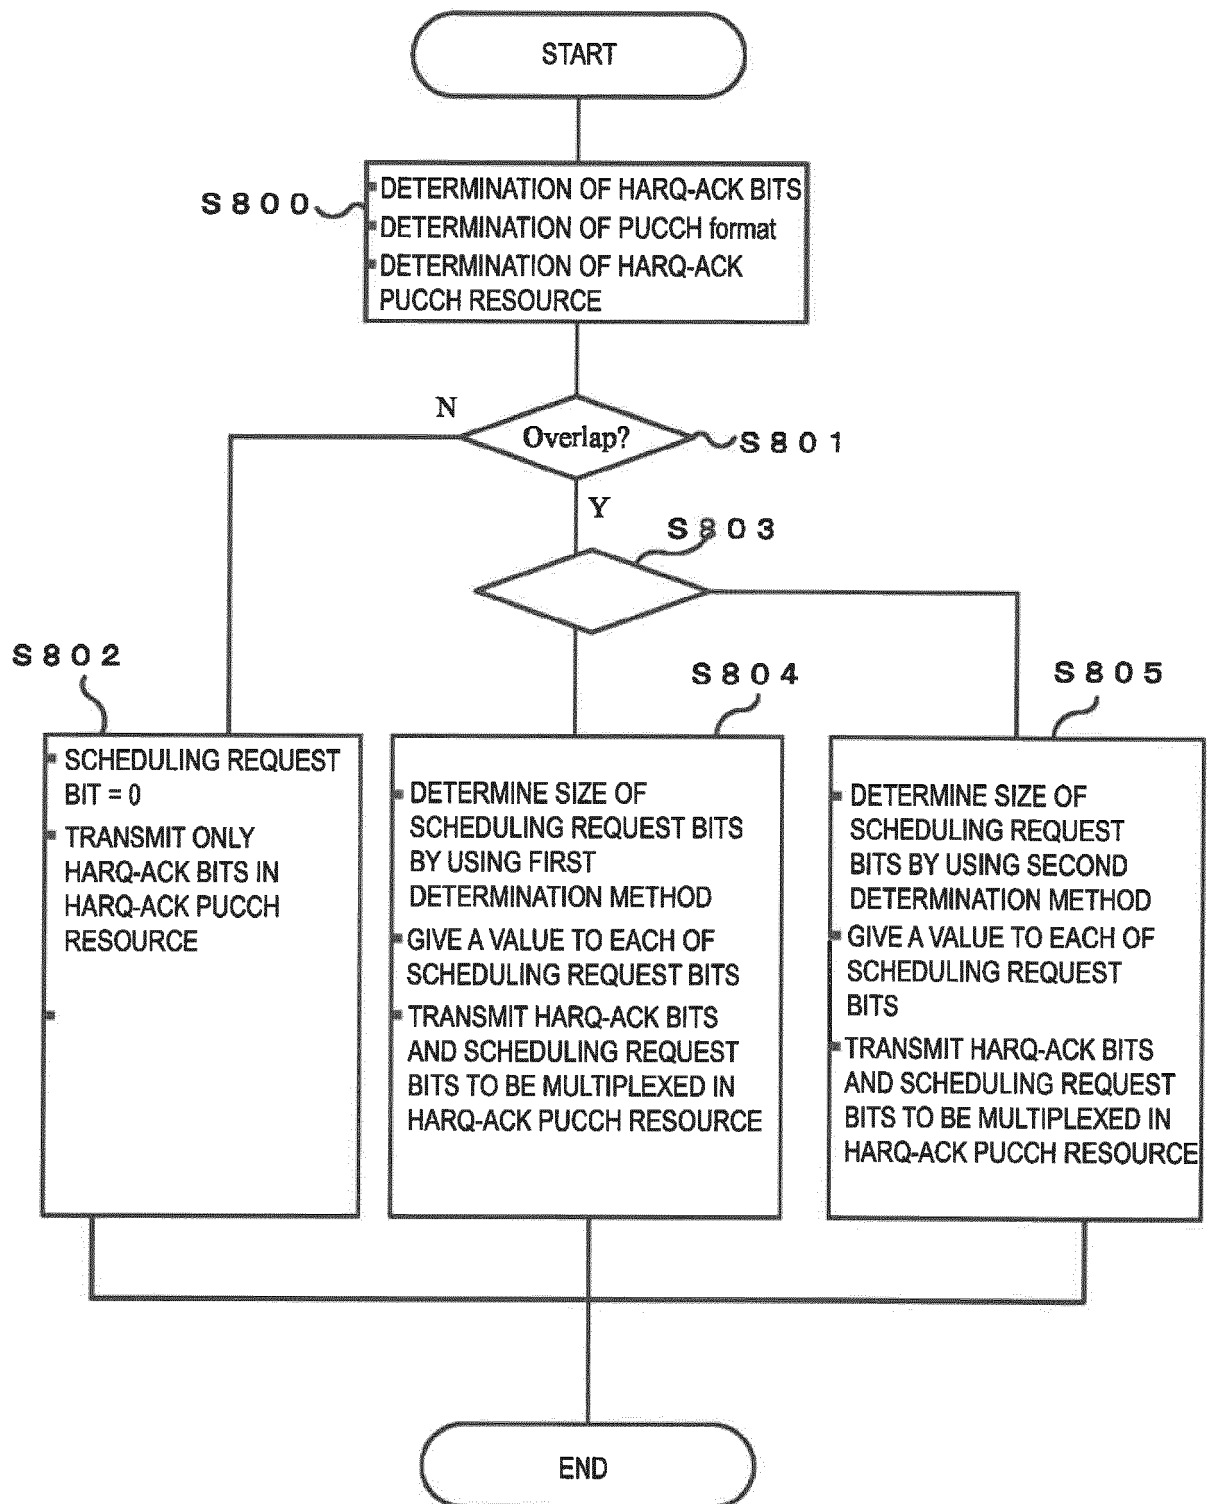 START
S800
DETERMINATION OF HARQ-ACK BITS
DETERMINATION OF PUCCH format
DETERMINATION OF HARQ-ACK
PUCCH RESOURCE
N
Overlap?
S801
Y
S803
S802
SCHEDULING REQUEST
BIT = 0
TRANSMIT ONLY
HARQ-ACK BITS IN
HARQ-ACK PUCCH
RESOURCE
S804
DETERMINE SIZE OF
SCHEDULING REQUEST BITS
BY USING FIRST
DETERMINATION METHOD
GIVE A VALUE TO EACH OF
SCHEDULING REQUEST BITS
TRANSMIT HARQ-ACK BITS
AND SCHEDULING REQUEST
BITS TO BE MULTIPLEXED IN
HARQ-ACK PUCCH RESOURCE
S805
DETERMINE SIZE OF
SCHEDULING REQUEST
BITS BY USING SECOND
DETERMINATION METHOD
GIVE A VALUE TO EACH OF
SCHEDULING REQUEST
BITS
TRANSMIT HARQ-ACK BITS
AND SCHEDULING REQUEST
BITS TO BE MULTIPLEXED IN
HARQ-ACK PUCCH RESOURCE
END